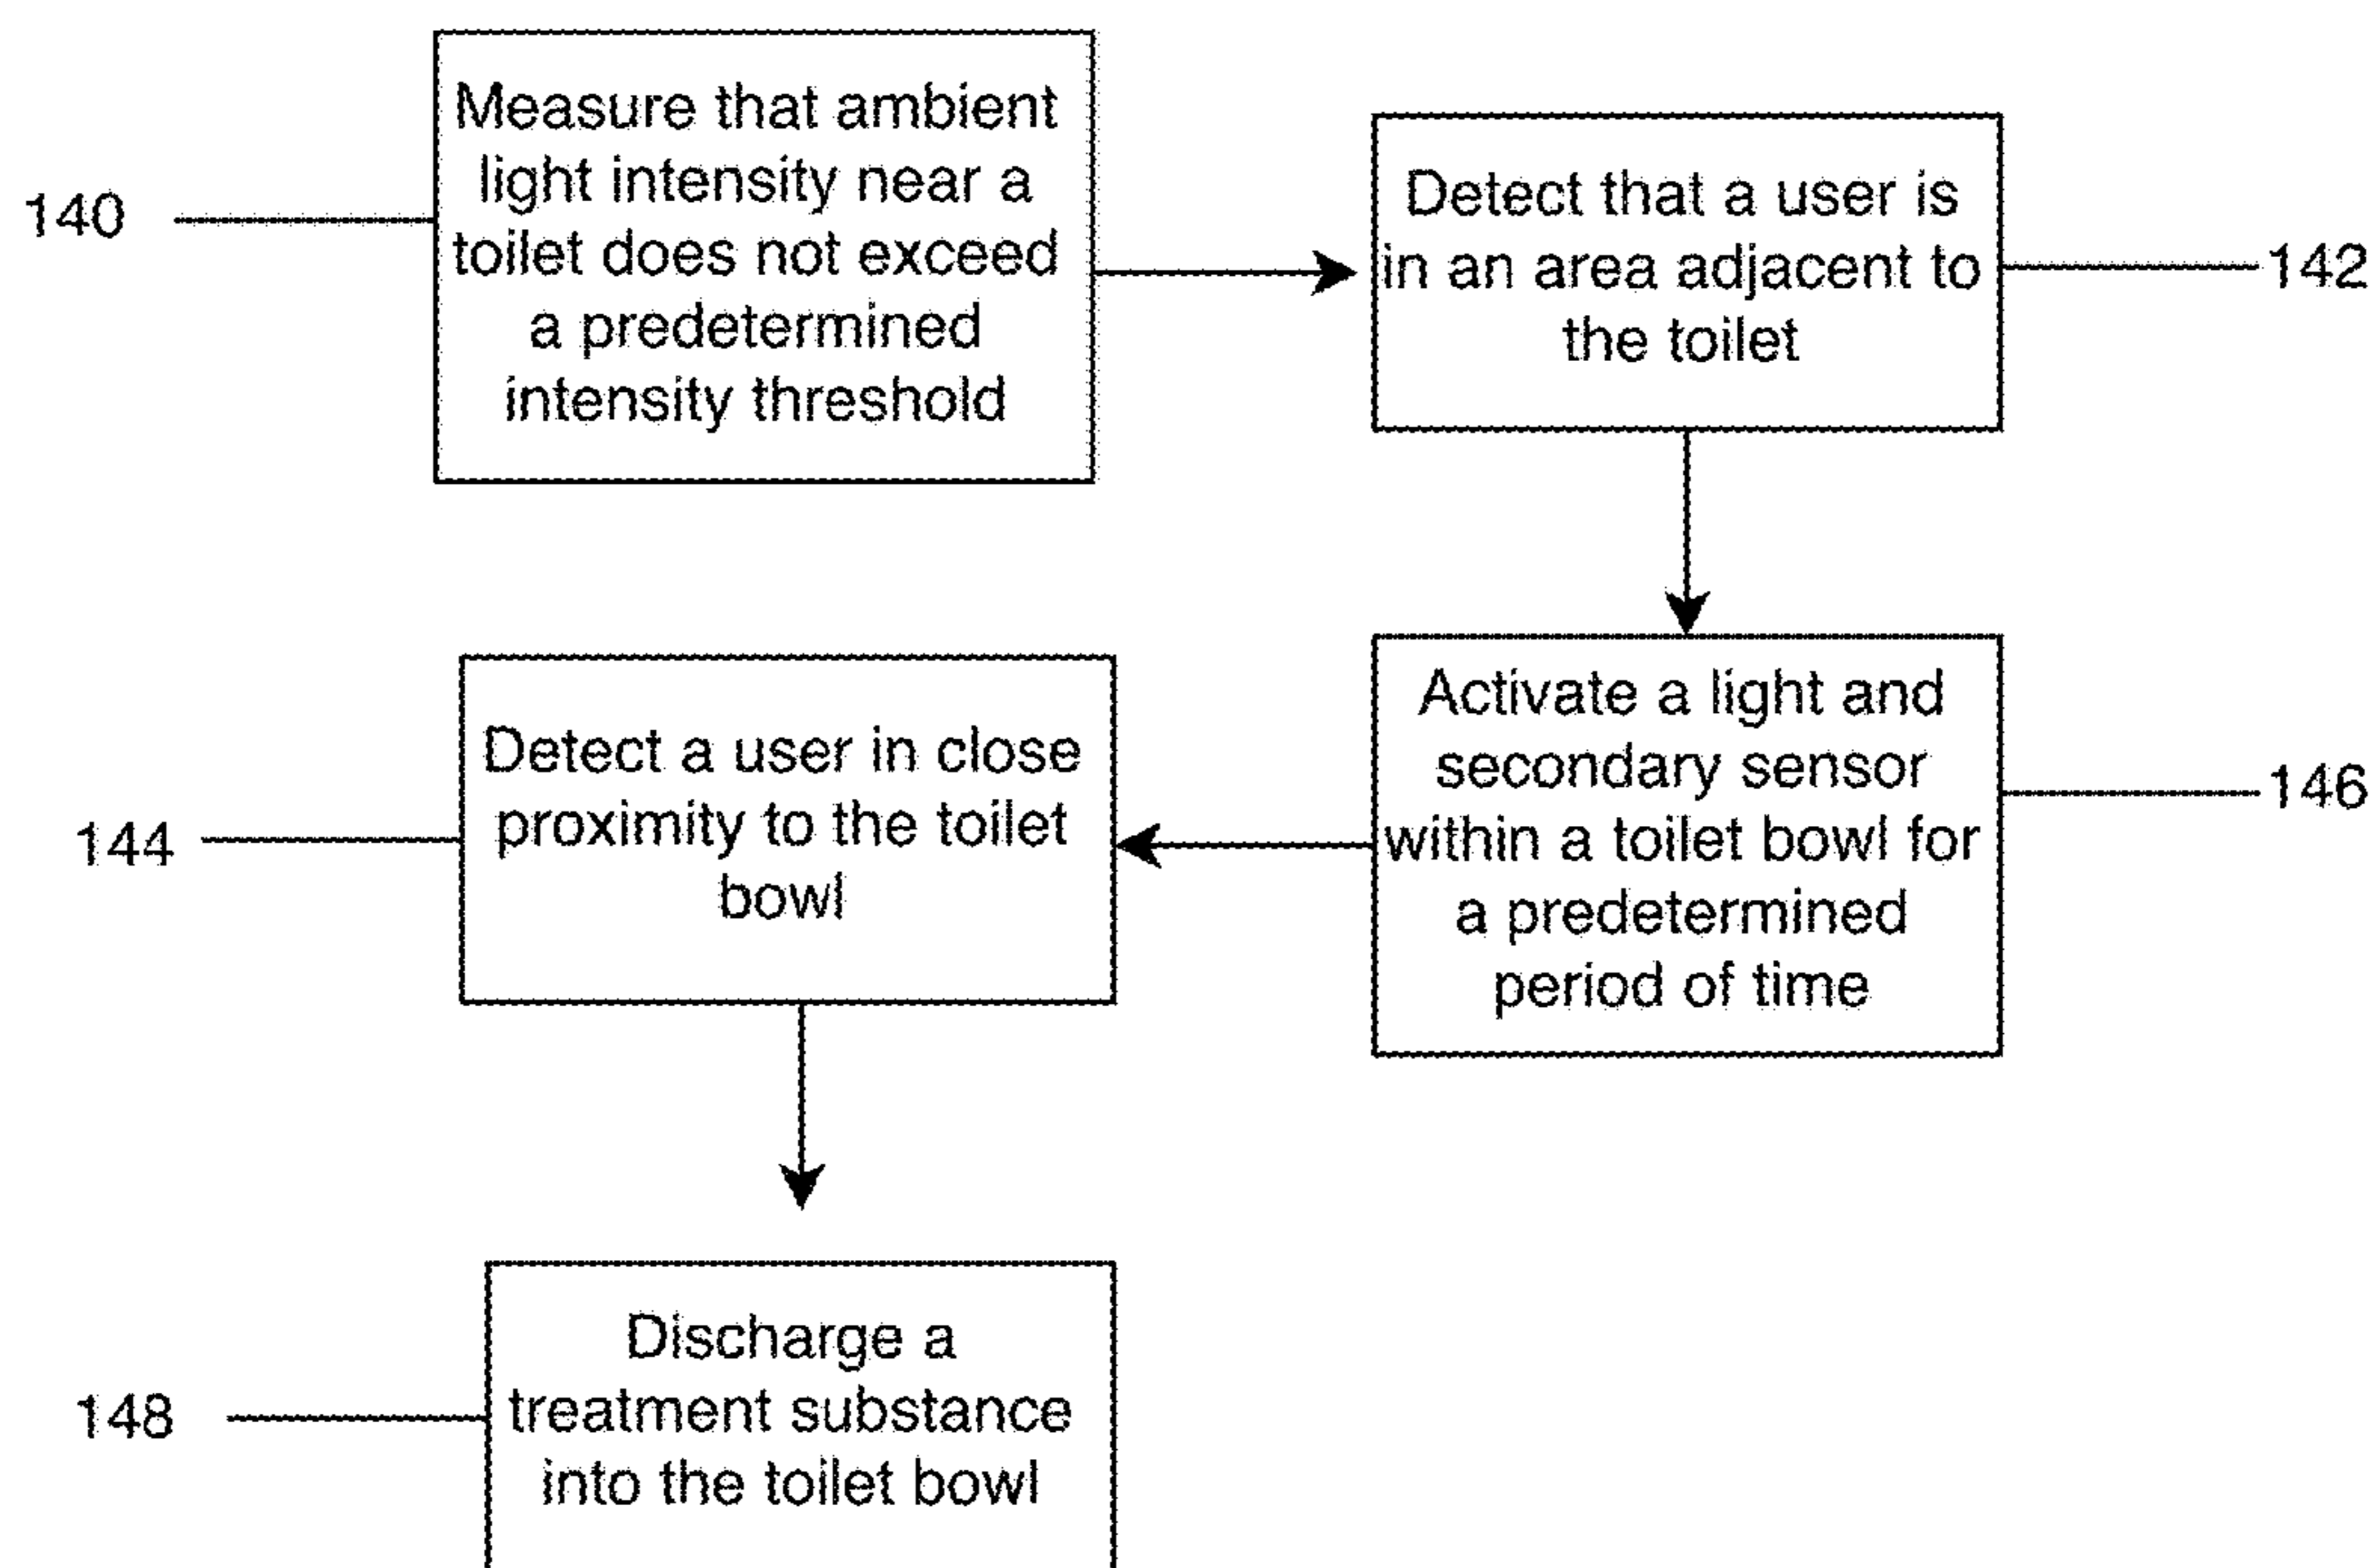 140
Measure that ambient
light intensity near a
toilet does not exceed
a predetermined
intensity threshold
Detect that a user is
in an area adjacent to
the toilet
142
144
Detect a user in close
proximity to the toilet
bowl
Activate a light and
secondary sensor
within a toilet bowl for
a predetermined
period of time
146
148
Discharge a
treatment substance
into the toilet bowl